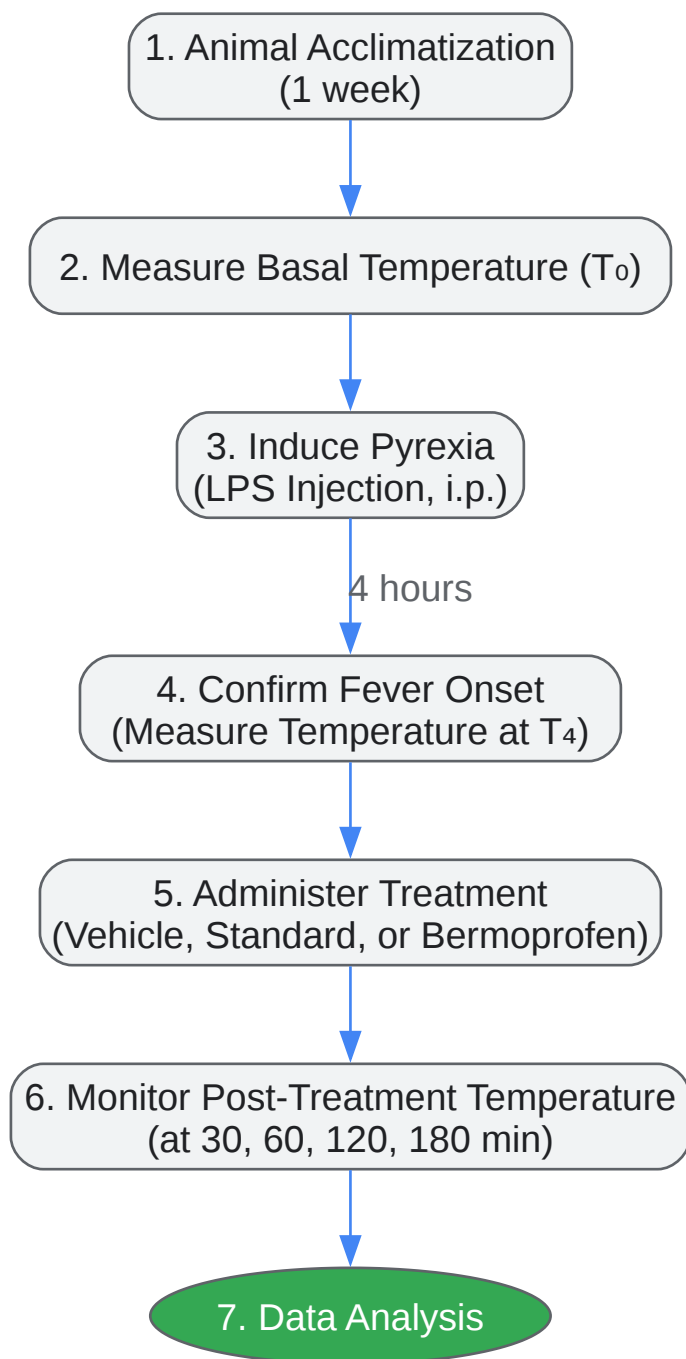 1. Animal Acclimatization
(1 week)
2. Measure Basal Temperature (T₀)
3. Induce Pyrexia
(LPS Injection, i.p.)
4 hours
4. Confirm Fever Onset
(Measure Temperature at T₄)
5. Administer Treatment
(Vehicle, Standard, or Bermoprofen)
6. Monitor Post-Treatment Temperature
(at 30, 60, 120, 180 min)
7. Data Analysis